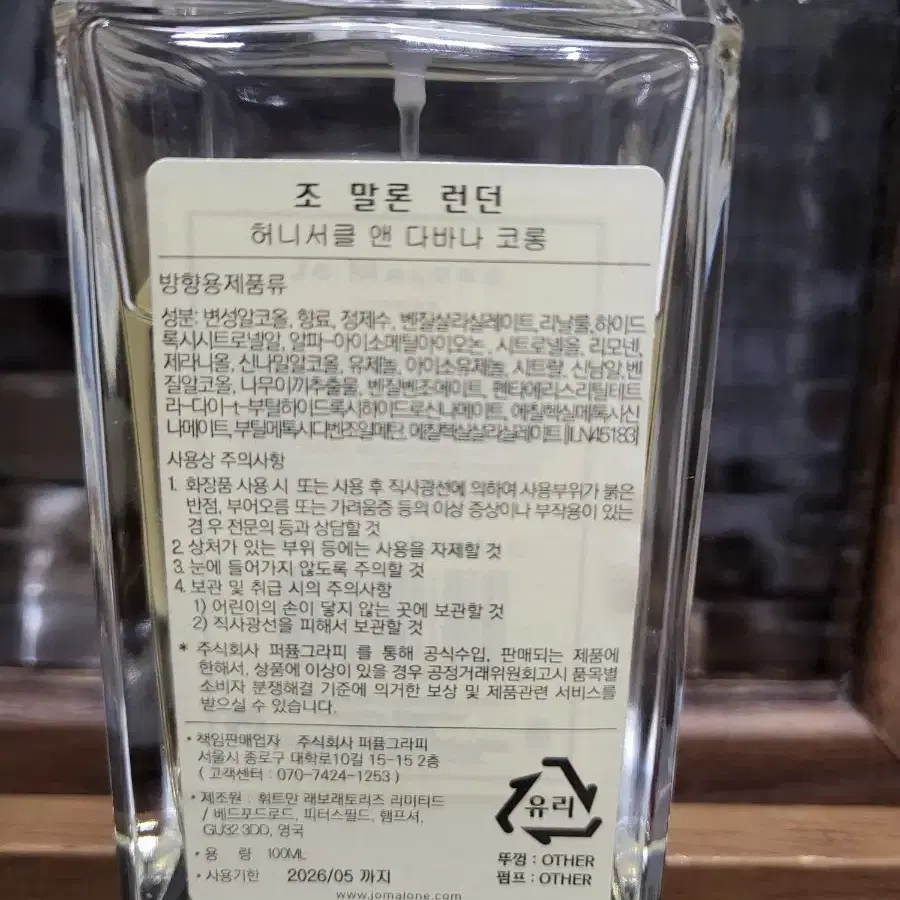 조 말론 런던
허니서클 앤 다바나 코롱
방향용제품류
성분: 변성알코올, 향료, 정제수, 벤질살리실레이트, 리날룰, 하이드
록시시트로넬알, 알파-아이소메틸아이오논, 시트로넬올, 리모넨,
제라니올, 신나밀알코올, 유제놀, 아이소유제놀, 시트랄, 신남알, 벤
질알코올, 나무이끼추출물, 벤질벤조에이트, 펜타에리스리틸테트
라-다이-t-부틸하이드록시하이드로신나메이트, 에칠헥실메톡시신
나메이트, 부틸메톡시디벤조일메탄, 에칠헥실살리실레이트 [ILN45183]
사용상 주의사항
1. 화장품 사용 시 또는 사용 후 직사광선에 의하여 사용부위가 붉은
반점, 부어오름 또는 가려움증 등의 이상 증상이나 부작용이 있는
경우 전문의 등과 상담할 것
2. 상처가 있는 부위 등에는 사용을 자제할 것
3. 눈에 들어가지 않도록 주의할 것
4. 보관 및 취급 시의 주의사항
1) 어린이의 손이 닿지 않는 곳에 보관할 것
2) 직사광선을 피해서 보관할 것
* 주식회사 퍼퓸그라피 를 통해 공식수입, 판매되는 제품에
한해서, 상품에 이상이 있을 경우 공정거래위원회고시 품목별
소비자 분쟁해결 기준에 의거한 보상 및 제품관련 서비스를
받으실 수 있습니다.
• 책임판매업자 주식회사 퍼퓸그라피
서울시 종로구 대학로10길 15-15 2층
( 고객센터 : 070-7424-1253 )
• 제조원 : 휘트만 래보래토리즈 리미티드
/ 베드포드로드, 피터스필드, 햄프셔,
GU32 3DD, 영국
• 용 량 100ML
• 사용기한 2026/05 까지
유리
뚜껑 : OTHER
펌프 : OTHER
www.jomalone.com